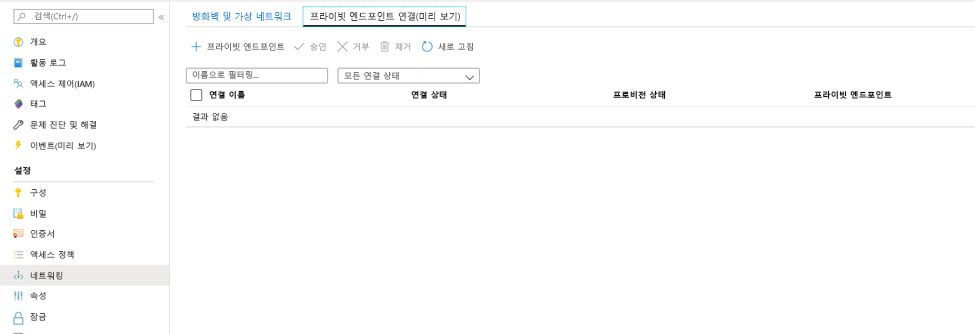 검색(Ctrl+/)
«
개요
활동 로그
액세스 제어(IAM)
태그
문제 진단 및 해결
이벤트(미리 보기)
설정
구성
비밀
인증서
액세스 정책
네트워킹
속성
잠금
방화벽 및 가상 네트워크 프라이빗 엔드포인트 연결(미리 보기)
프라이빗 엔드포인트 승인 거부 제거 새로 고침
이름으로 필터링... 모든 연결 상태
연결 이름 연결 상태 프로비전 상태 프라이빗 엔드포인트
결과 없음